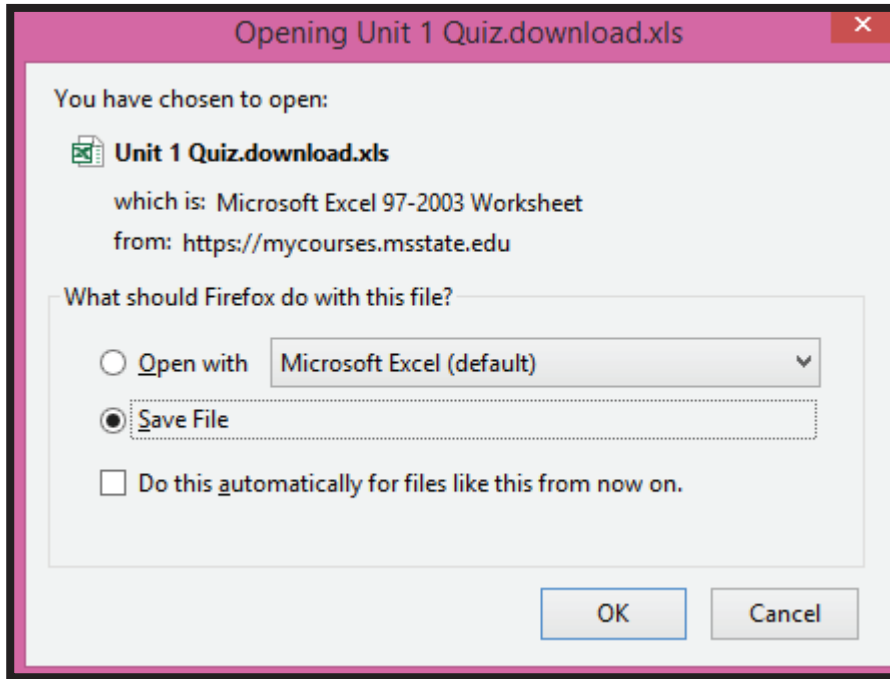 Opening Unit 1 Quiz.download.xls
You have chosen to open:
Unit 1 Quiz.download.xls
which is: Microsoft Excel 97-2003 Worksheet
from: https://mycourses.msstate.edu
What should Firefox do with this file?
Open with Microsoft Excel (default)
Save File
Do this automatically for files like this from now on.
OK Cancel